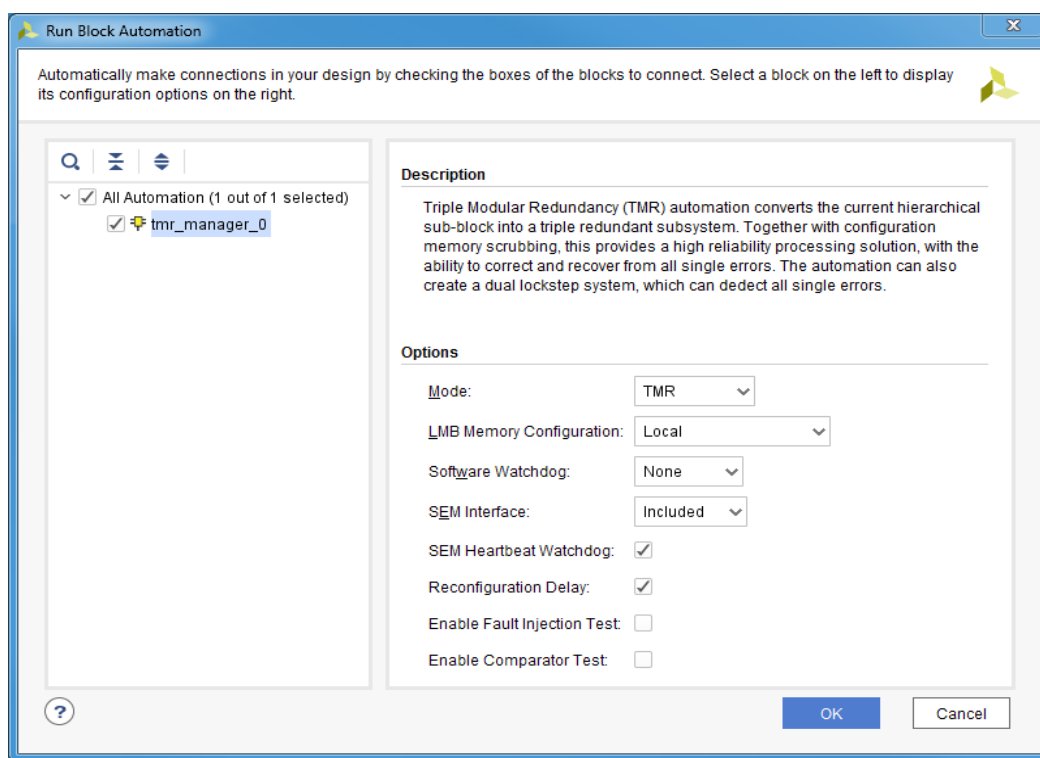 Run Block Automation
Automatically make connections in your design by checking the boxes of the blocks to connect. Select a block on the left to display
its configuration options on the right.
All Automation (1 out of 1 selected)
tmr_manager_0
Description
Triple Modular Redundancy (TMR) automation converts the current hierarchical
sub-block into a triple redundant subsystem. Together with configuration
memory scrubbing, this provides a high reliability processing solution, with the
ability to correct and recover from all single errors. The automation can also
create a dual lockstep system, which can dedect all single errors.
Options
Mode: TMR
LMB Memory Configuration: Local
Software Watchdog: None
SEM Interface: Included
SEM Heartbeat Watchdog:
Reconfiguration Delay:
Enable Fault Injection Test:
Enable Comparator Test:
? OK Cancel